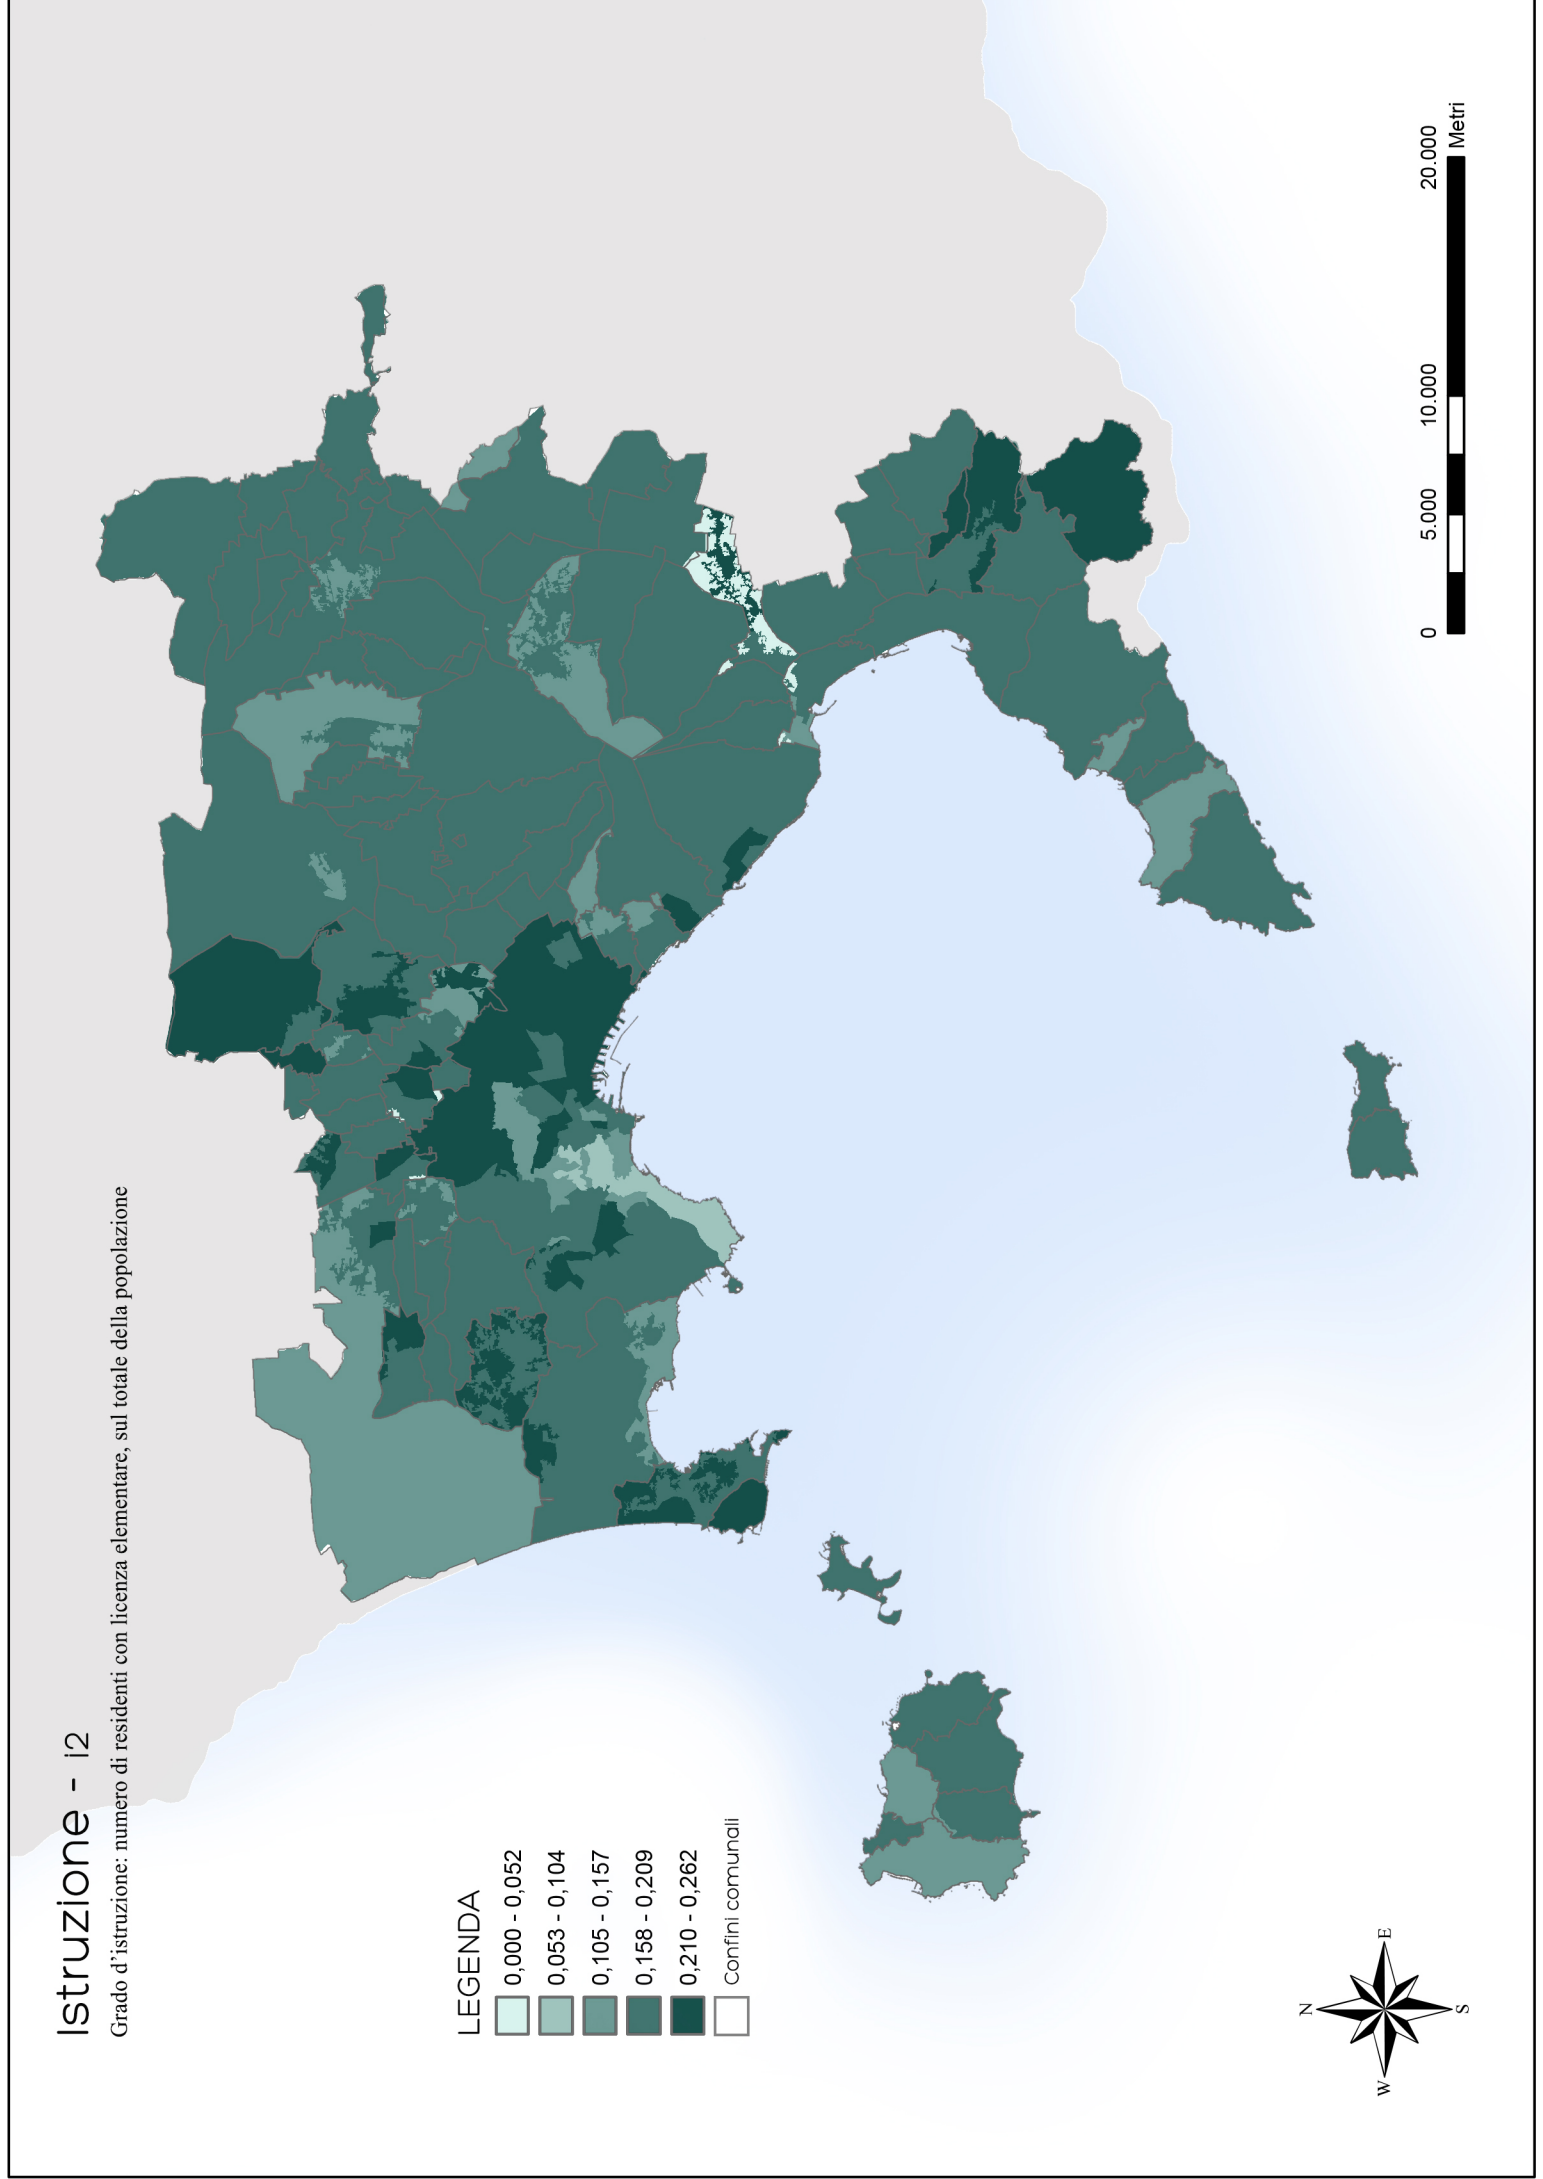 Istruzione - i2
Grado d'istruzione: numero di residenti con licenza elementare, sul totale della popolazione
LEGENDA
0,000 - 0,052
0,053 - 0,104
0,105 - 0,157
0,158 - 0,209
0,210 - 0,262
Confini comunali
N
W E
S
0 5.000 10.000 20.000
Metri